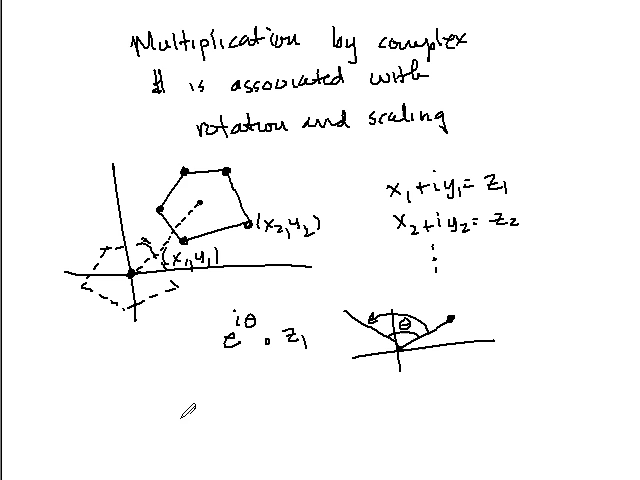 Multiplication by complex
# is associated with
rotation and scaling
x₁+iy₁=z₁
(x₂,y₂)
x₂+iy₂=z₂
(x₁,y₁)
⋮
e^{iθ} · z₁
θ